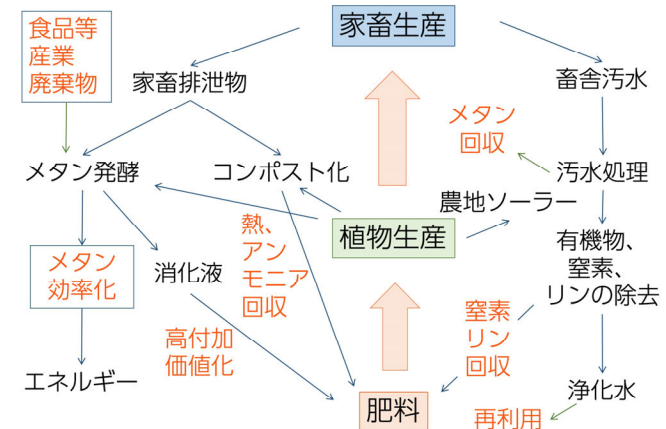 家畜生産
食品等
産業
廃棄物
家畜排泄物
畜舎汚水
メタン
回収
メタン発酵
コンポスト化
汚水処理
農地ソーラー
植物生産
熱、
アン
モニア
回収
有機物、
窒素、
リンの除去
メタン
効率化
消化液
高付加
価値化
窒素
リン
回収
エネルギー
肥料
浄化水
再利用